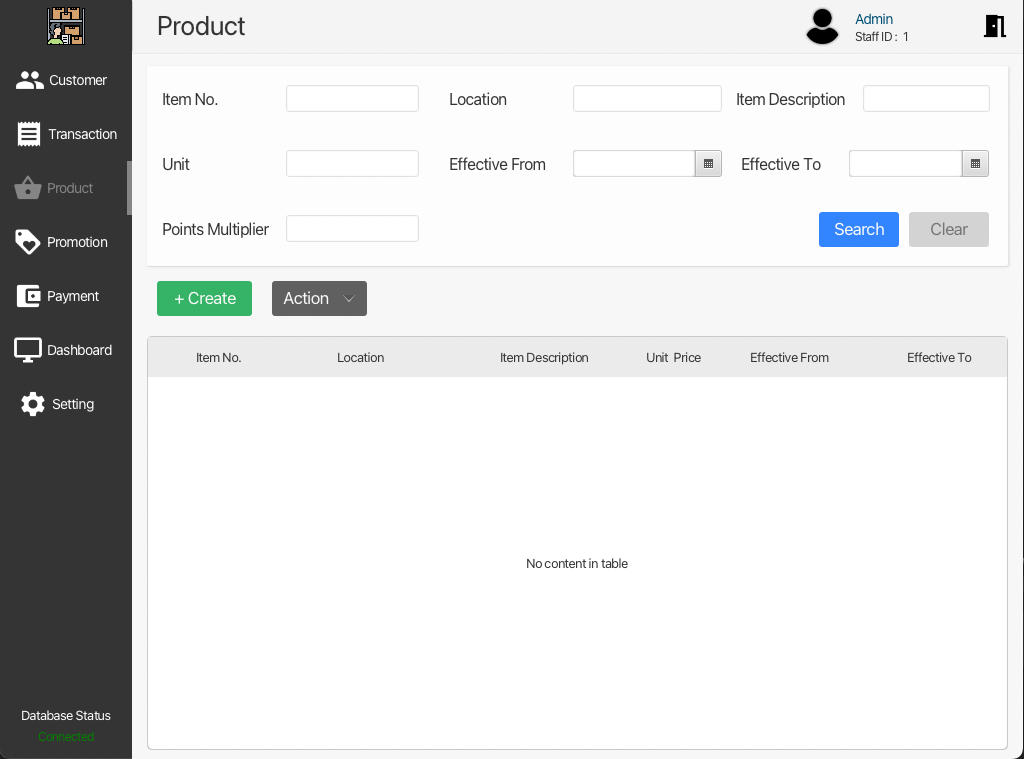 Product
Admin
Staff ID : 1
Customer
Transaction
Product
Promotion
Payment
Dashboard
Setting
Database Status
Connected
Item No.
Location
Item Description
Unit
Effective From
Effective To
Points Multiplier
Search
Clear
+ Create
Action
Item No.
Location
Item Description
Unit Price
Effective From
Effective To
No content in table